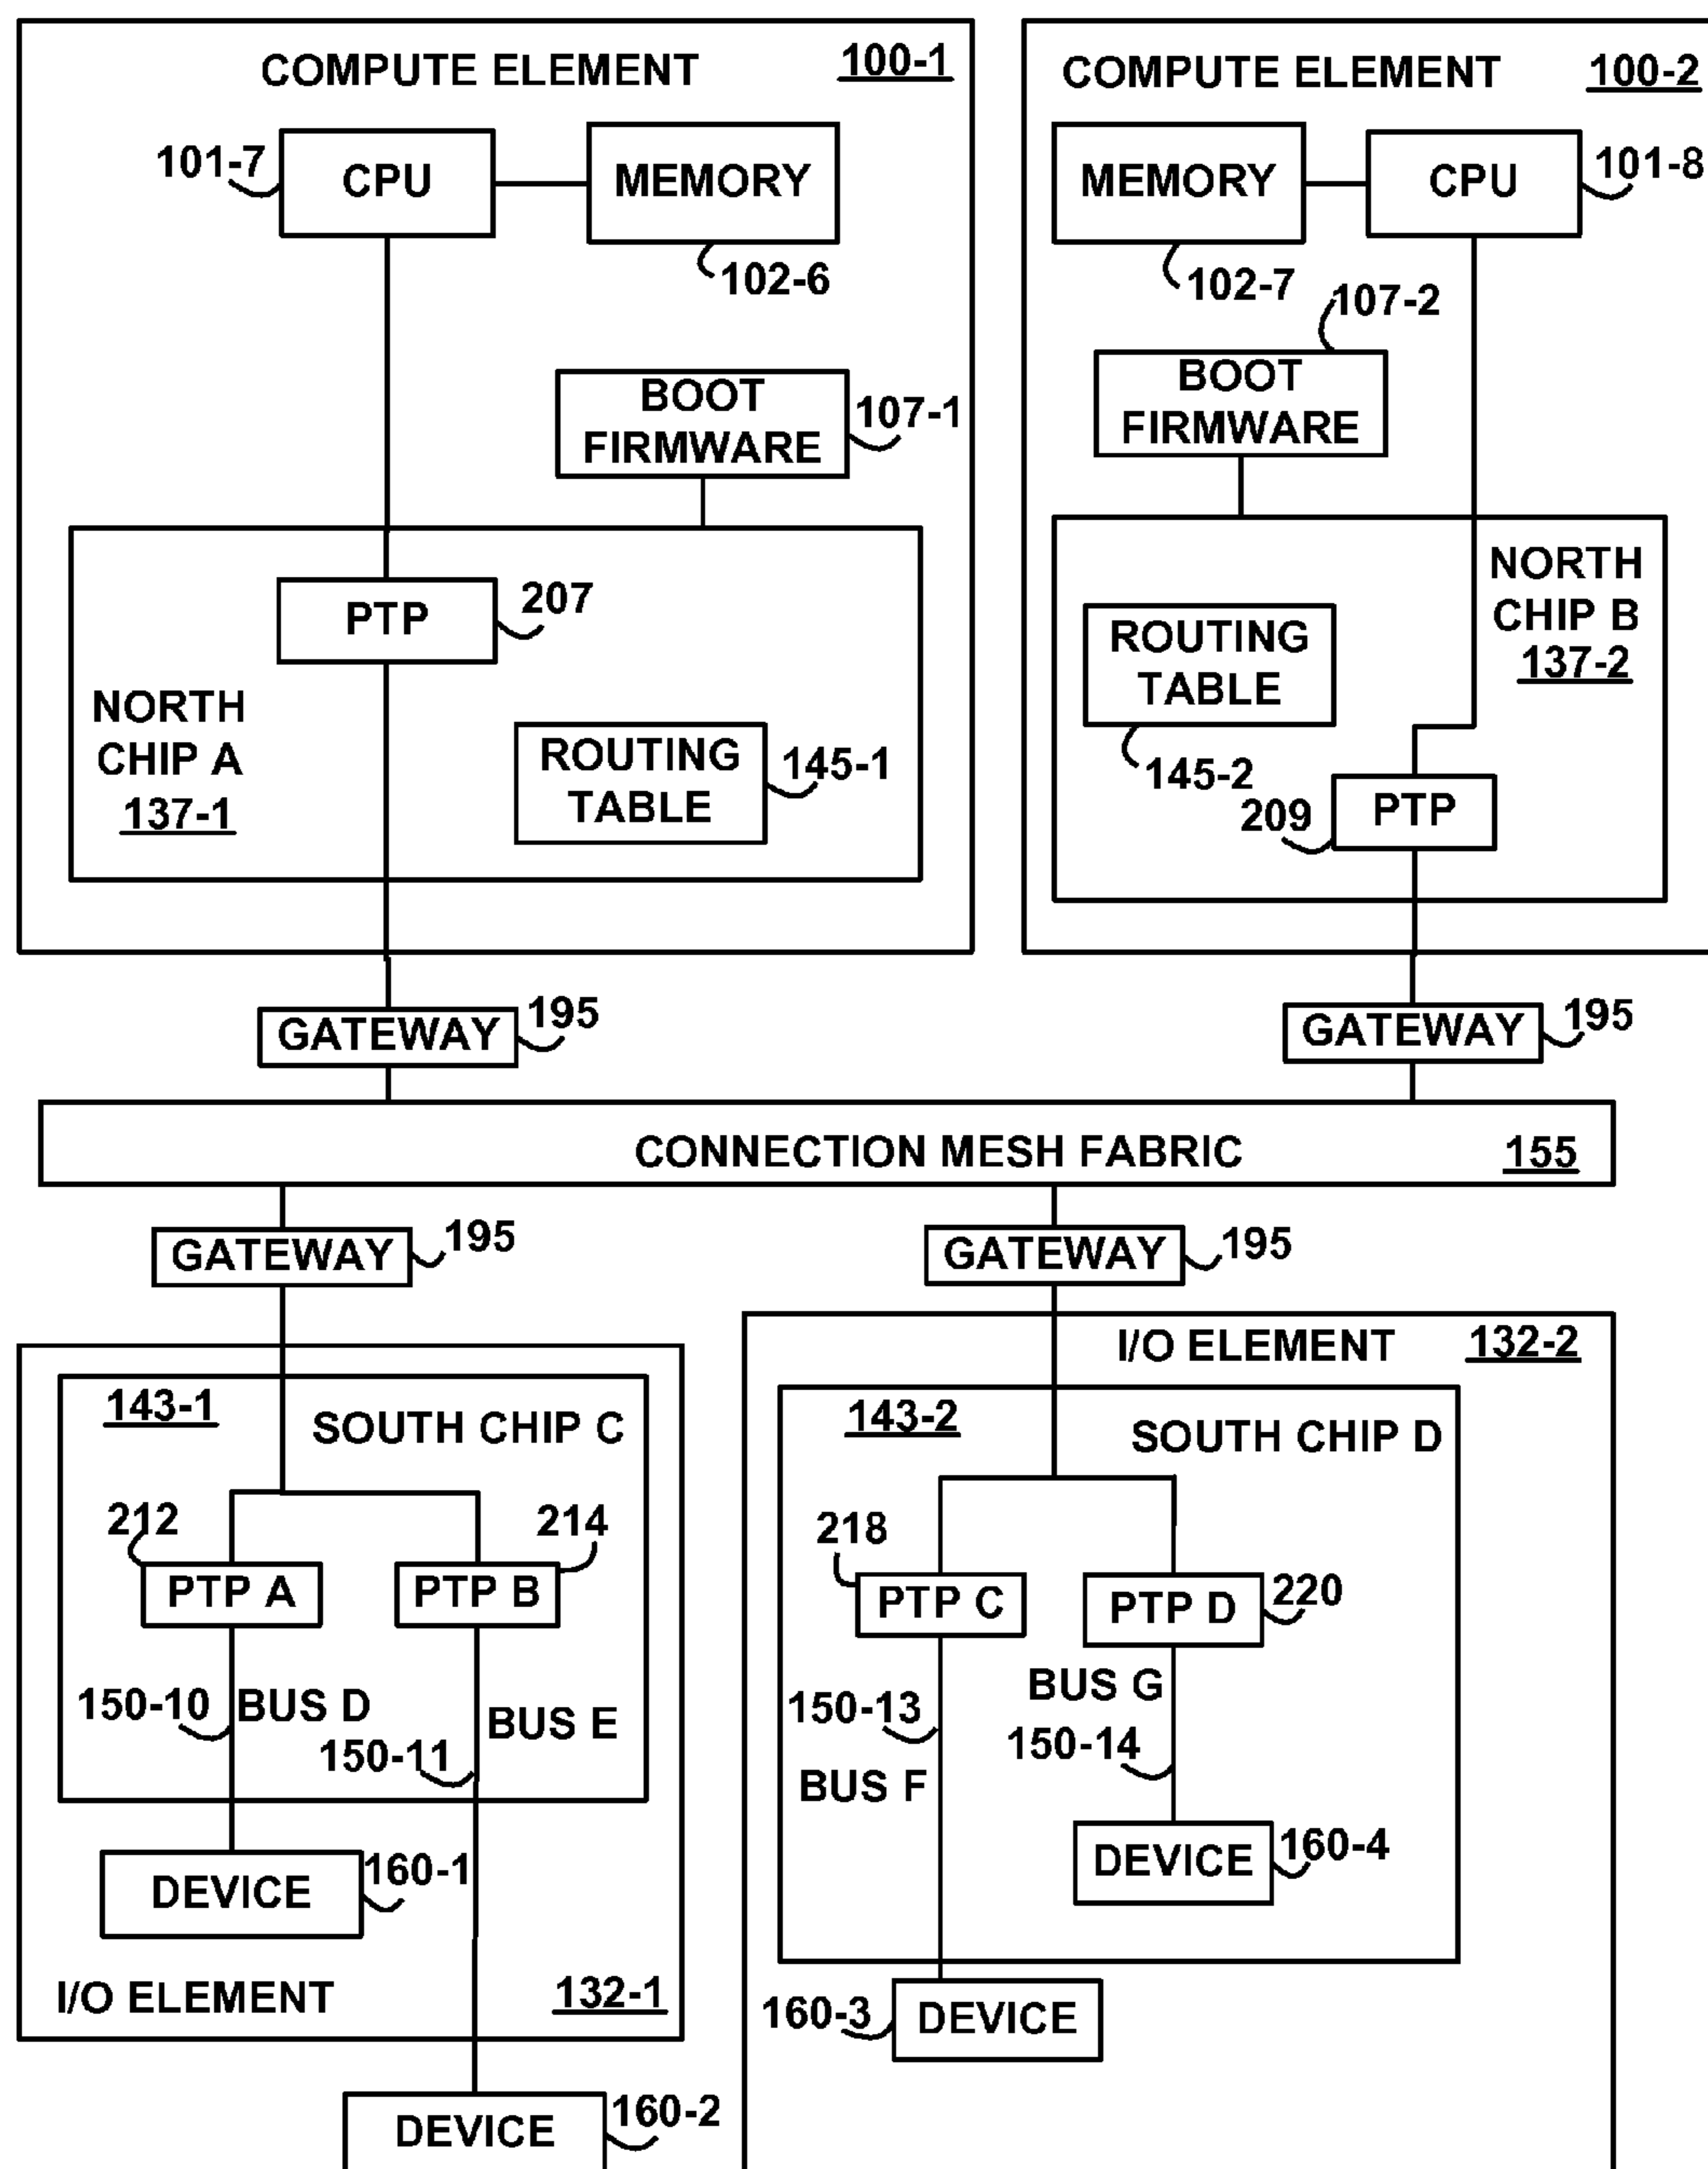 COMPUTE ELEMENT
100-1
101-7
CPU
MEMORY
102-6
BOOT
FIRMWARE
107-1
PTP
207
NORTH
CHIP A
137-1
ROUTING
TABLE
145-1
GATEWAY
195
COMPUTE ELEMENT
100-2
MEMORY
CPU
101-8
102-7
107-2
BOOT
FIRMWARE
NORTH
CHIP B
137-2
ROUTING
TABLE
145-2
209
PTP
GATEWAY
195
CONNECTION MESH FABRIC
155
GATEWAY
195
143-1
SOUTH CHIP C
212
214
PTP A
PTP B
150-10
BUS D
BUS E
150-11
DEVICE
160-1
I/O ELEMENT
132-1
DEVICE
160-2
GATEWAY
195
I/O ELEMENT
132-2
143-2
SOUTH CHIP D
218
PTP C
PTP D
220
BUS G
150-13
150-14
BUS F
DEVICE
160-4
160-3
DEVICE